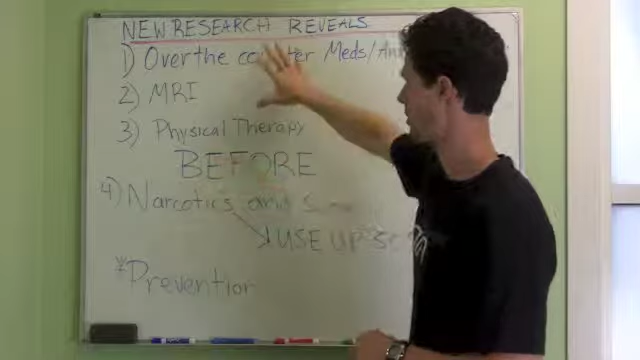 NEW RESEARCH REVEALS
1) Over the counter Meds/
2) MRI
3) Physical Therapy
BEFORE
4) Narcotics and
USE UP
*Prevention